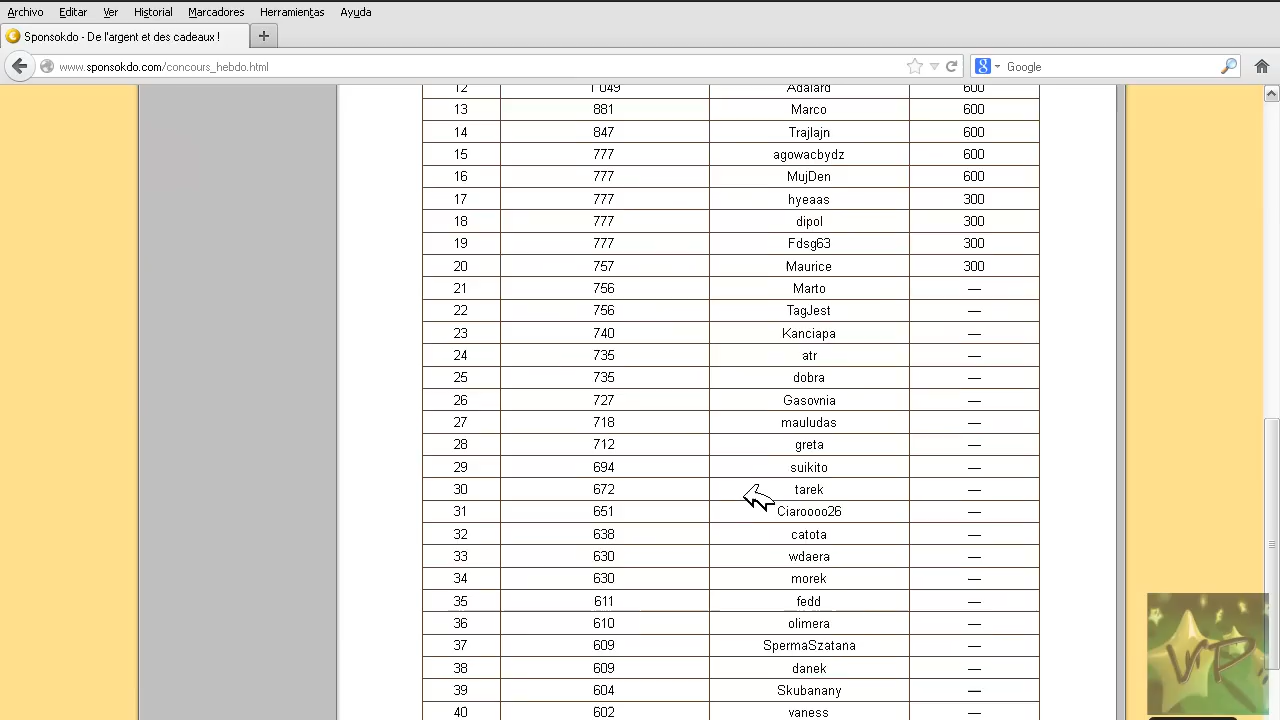 Archivo Editar Ver Historial Marcadores Herramientas Ayuda
Sponsokdo - De l'argent et des cadeaux ! +
www.sponsokdo.com/concours_hebdo.html Google
12 1 049 Adalard 600
13 881 Marco 600
14 847 Trajlajn 600
15 777 agowacbydz 600
16 777 MujDen 600
17 777 hyeaas 300
18 777 dipol 300
19 777 Fdsg63 300
20 757 Maurice 300
21 756 Marto —
22 756 TagJest —
23 740 Kanciapa —
24 735 atr —
25 735 dobra —
26 727 Gasovnia —
27 718 mauludas —
28 712 greta —
29 694 suikito —
30 672 tarek —
31 651 Ciaroooo26 —
32 638 catota —
33 630 wdaera —
34 630 morek —
35 611 fedd —
36 610 olimera —
37 609 SpermaSzatana —
38 609 danek —
39 604 Skubanany —
40 602 vaness —